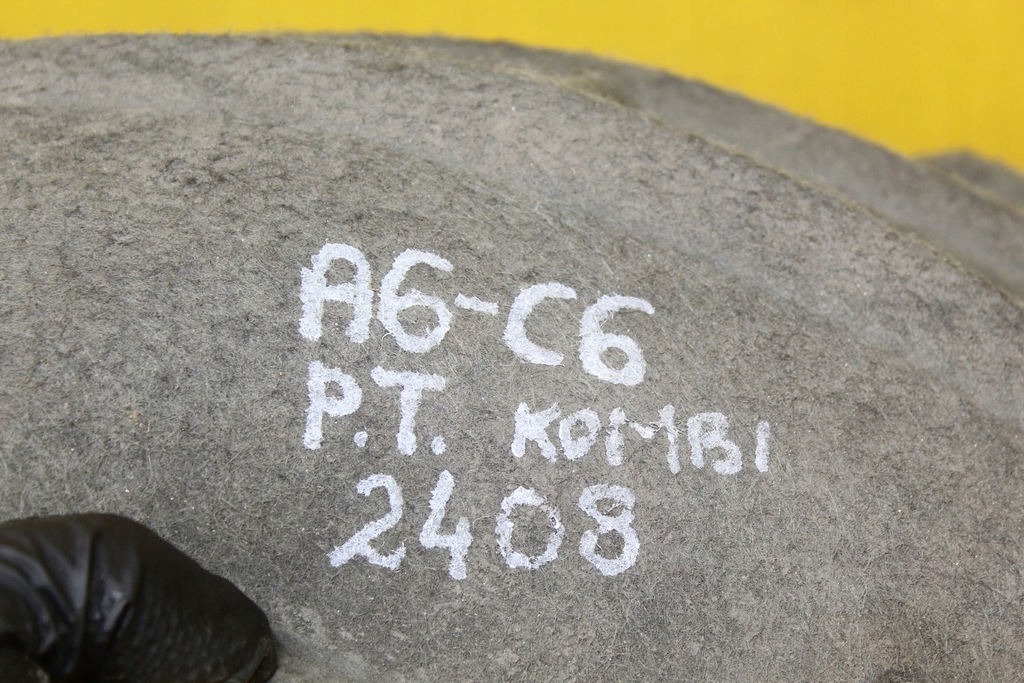 A6-C6
P.T. KOMBI
2408